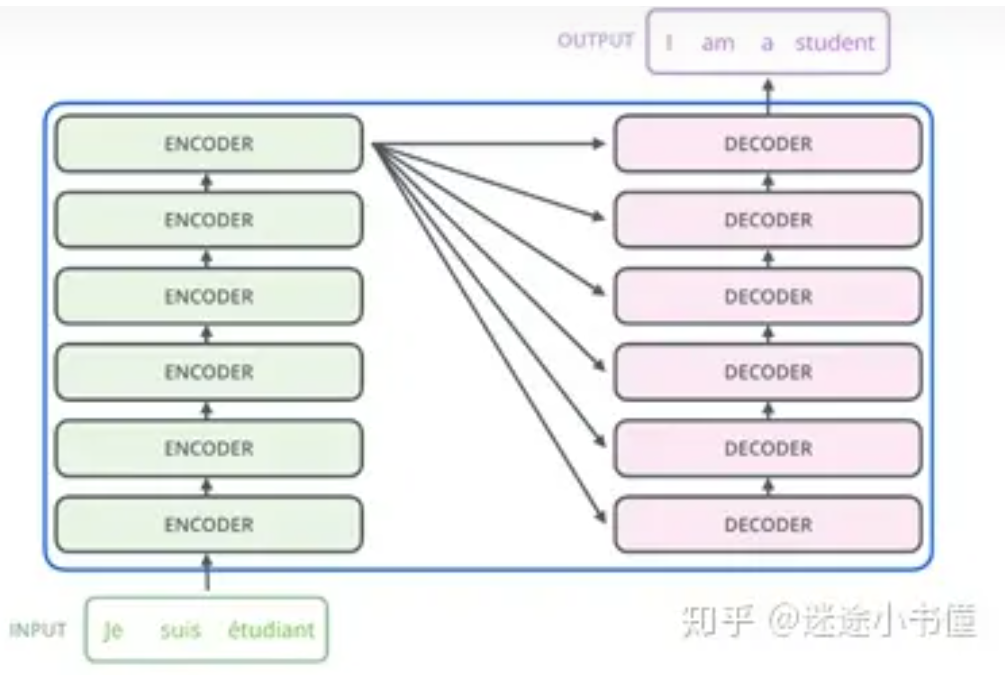 OUTPUT I am a student
ENCODER DECODER
ENCODER DECODER
ENCODER DECODER
ENCODER DECODER
ENCODER DECODER
ENCODER DECODER
INPUT Je suis étudiant
知乎 @迷途小书僮